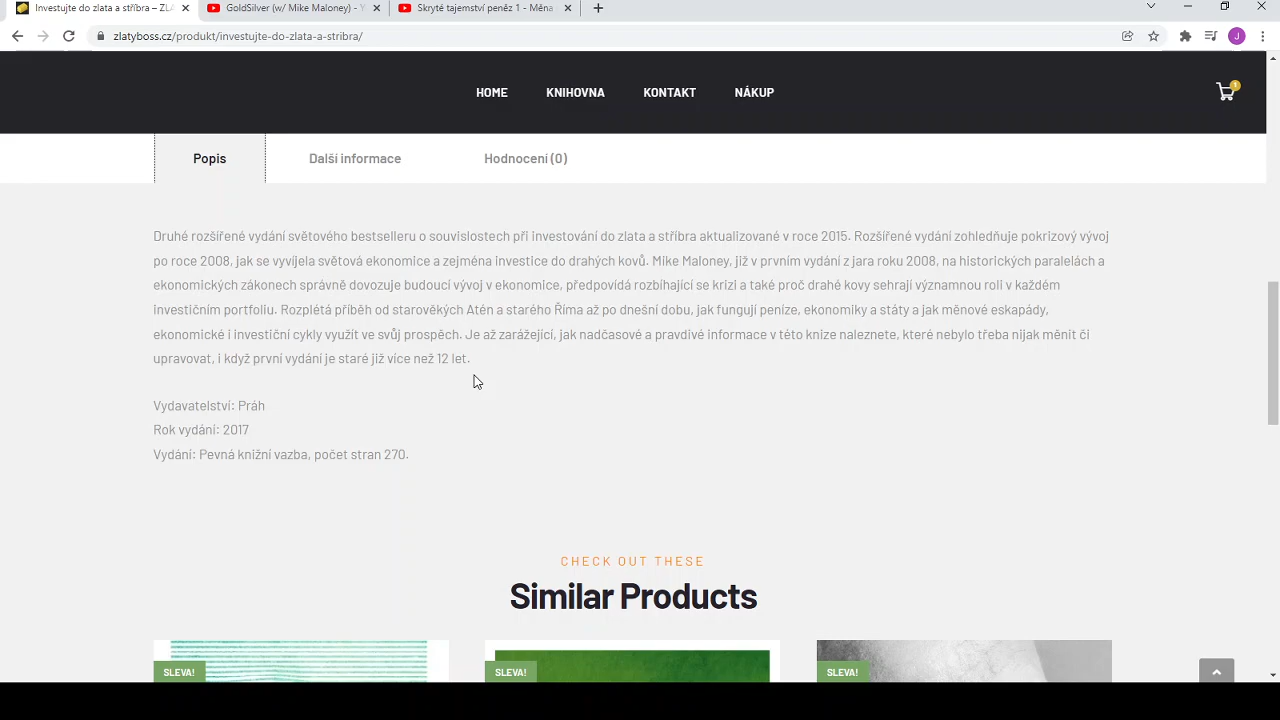 Investujte do zlata a stříbra – ZLA
GoldSilver (w/ Mike Maloney) - Y
Skryté tajemství peněz 1 - Měna
zlatyboss.cz/produkt/investujte-do-zlata-a-stribra/
J
HOME
KNIHOVNA
KONTAKT
NÁKUP
1
Popis
Další informace
Hodnocení (0)
Druhé rozšířené vydání světového bestselleru o souvislostech při investování do zlata a stříbra aktualizované v roce 2015. Rozšířené vydání zohledňuje pokrizový vývoj
po roce 2008, jak se vyvíjela světová ekonomice a zejména investice do drahých kovů. Mike Maloney, již v prvním vydání z jara roku 2008, na historických paralelách a
ekonomických zákonech správně dovozuje budoucí vývoj v ekonomice, předpovídá rozbíhající se krizi a také proč drahé kovy sehrají významnou roli v každém
investičním portfoliu. Rozplétá příběh od starověkých Atén a starého Říma až po dnešní dobu, jak fungují peníze, ekonomiky a státy a jak měnové eskapády,
ekonomické i investiční cykly využít ve svůj prospěch. Je až zarážející, jak nadčasové a pravdivé informace v této knize naleznete, které nebylo třeba nijak měnit či
upravovat, i když první vydání je staré již více než 12 let.
Vydavatelství: Práh
Rok vydání: 2017
Vydání: Pevná knižní vazba, počet stran 270.
CHECK OUT THESE
Similar Products
SLEVA!
SLEVA!
SLEVA!